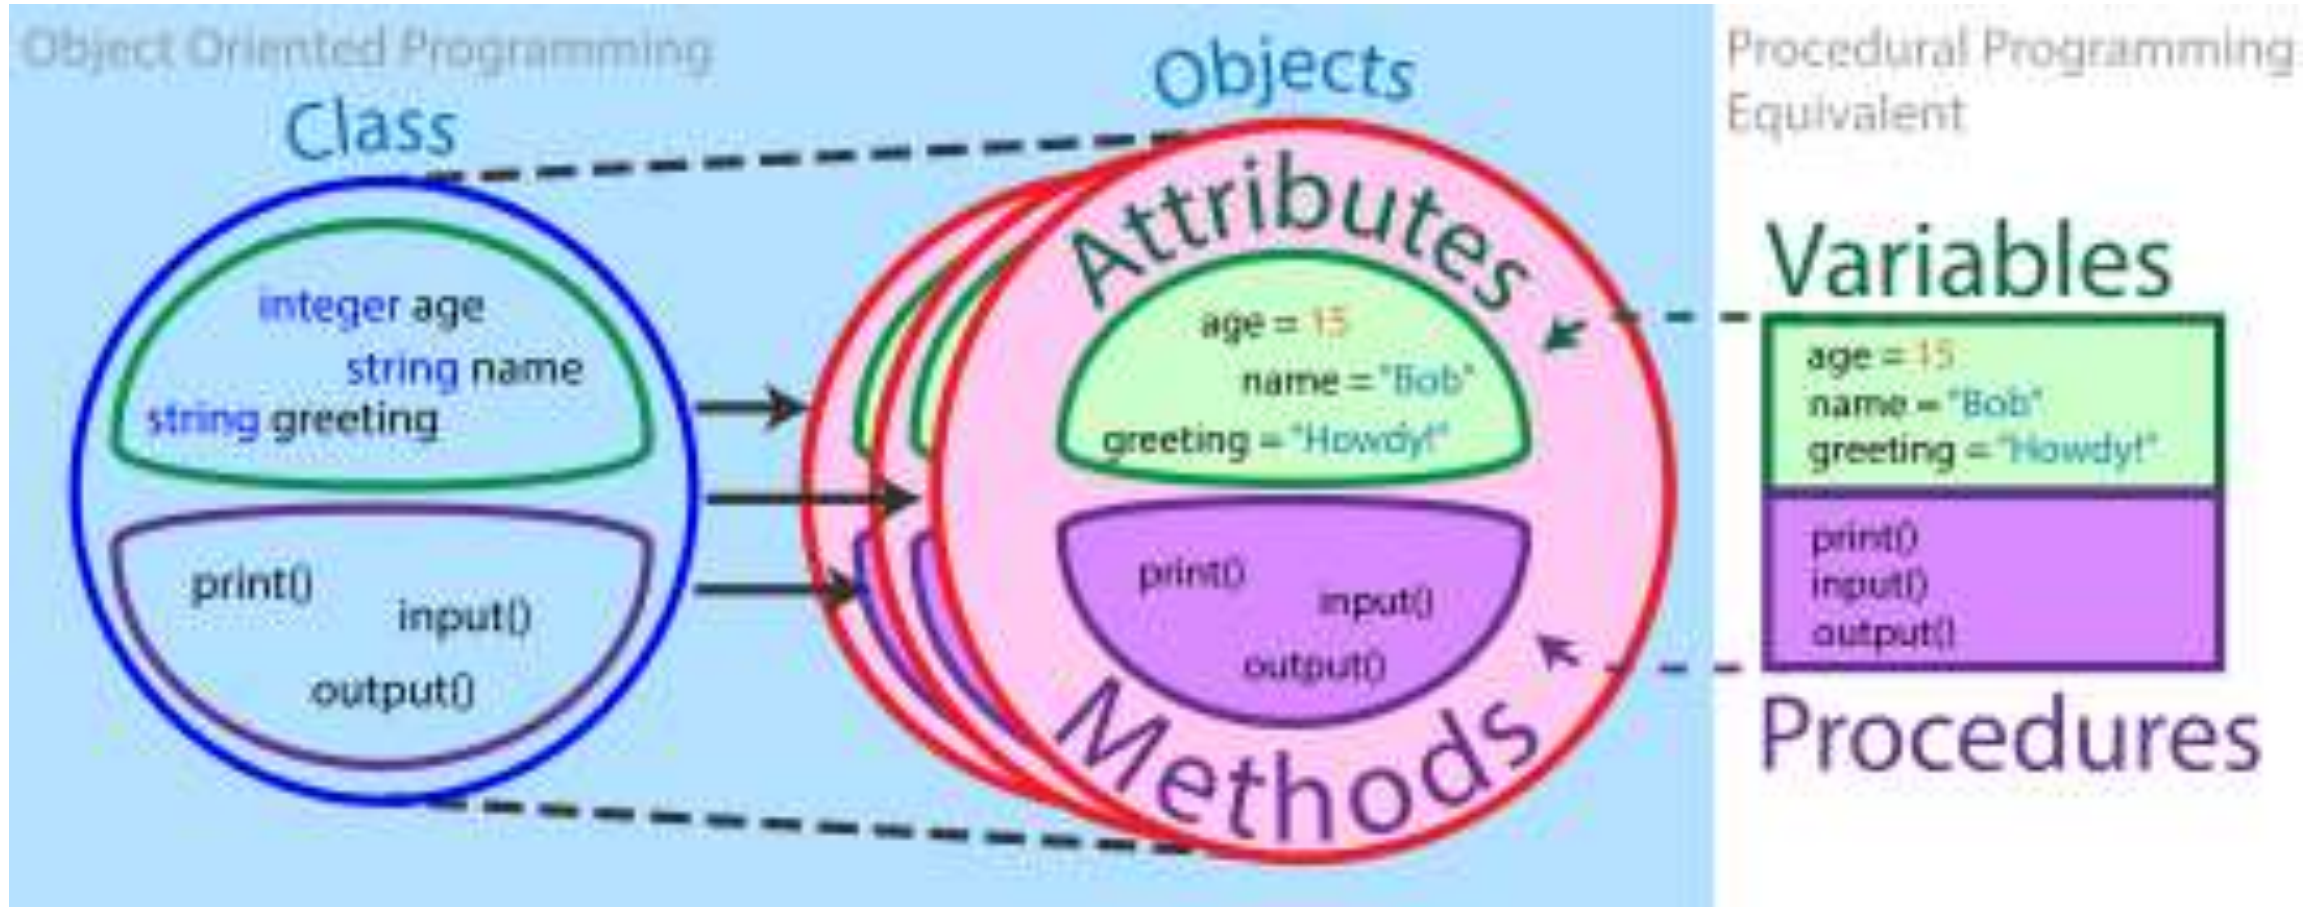 Object Oriented Programming
Class
integer age
string name
string greeting
print()
input()
output()
Objects
Attributes
age = 15
name = "Bob"
greeting = "Howdy!"
print()
input()
output()
Methods
Procedural Programming
Equivalent
Variables
age = 15
name = "Bob"
greeting = "Howdy!"
print()
input()
output()
Procedures